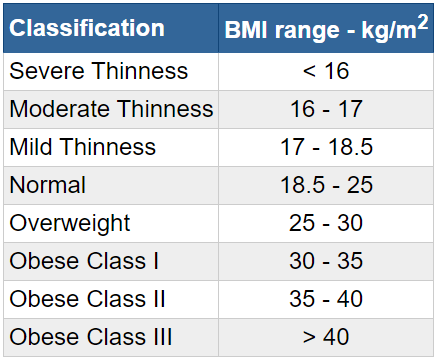 Classification BMI range - kg/m²
Severe Thinness < 16
Moderate Thinness 16 - 17
Mild Thinness 17 - 18.5
Normal 18.5 - 25
Overweight 25 - 30
Obese Class I 30 - 35
Obese Class II 35 - 40
Obese Class III > 40